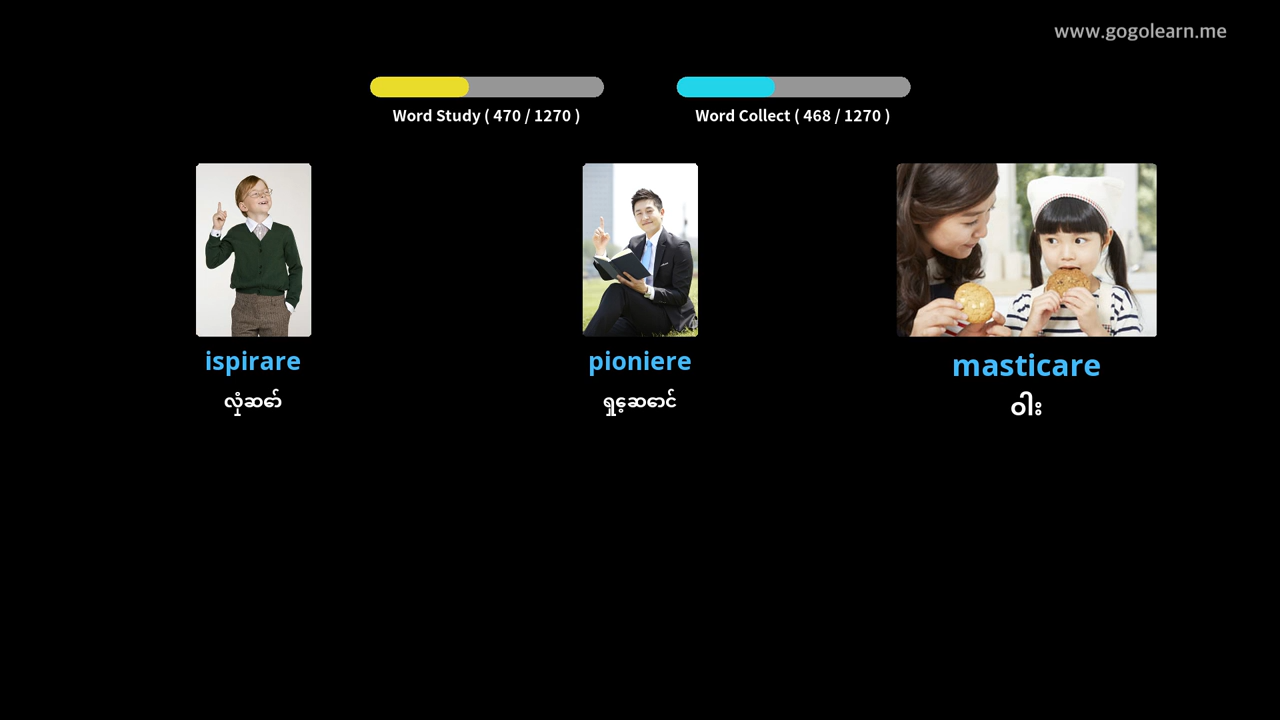 www.gogolearn.me
Word Study ( 470 / 1270 )
Word Collect ( 468 / 1270 )
ispirare
လှုံ့ဆော်
pioniere
ရှေ့ဆောင်
masticare
ဝါး